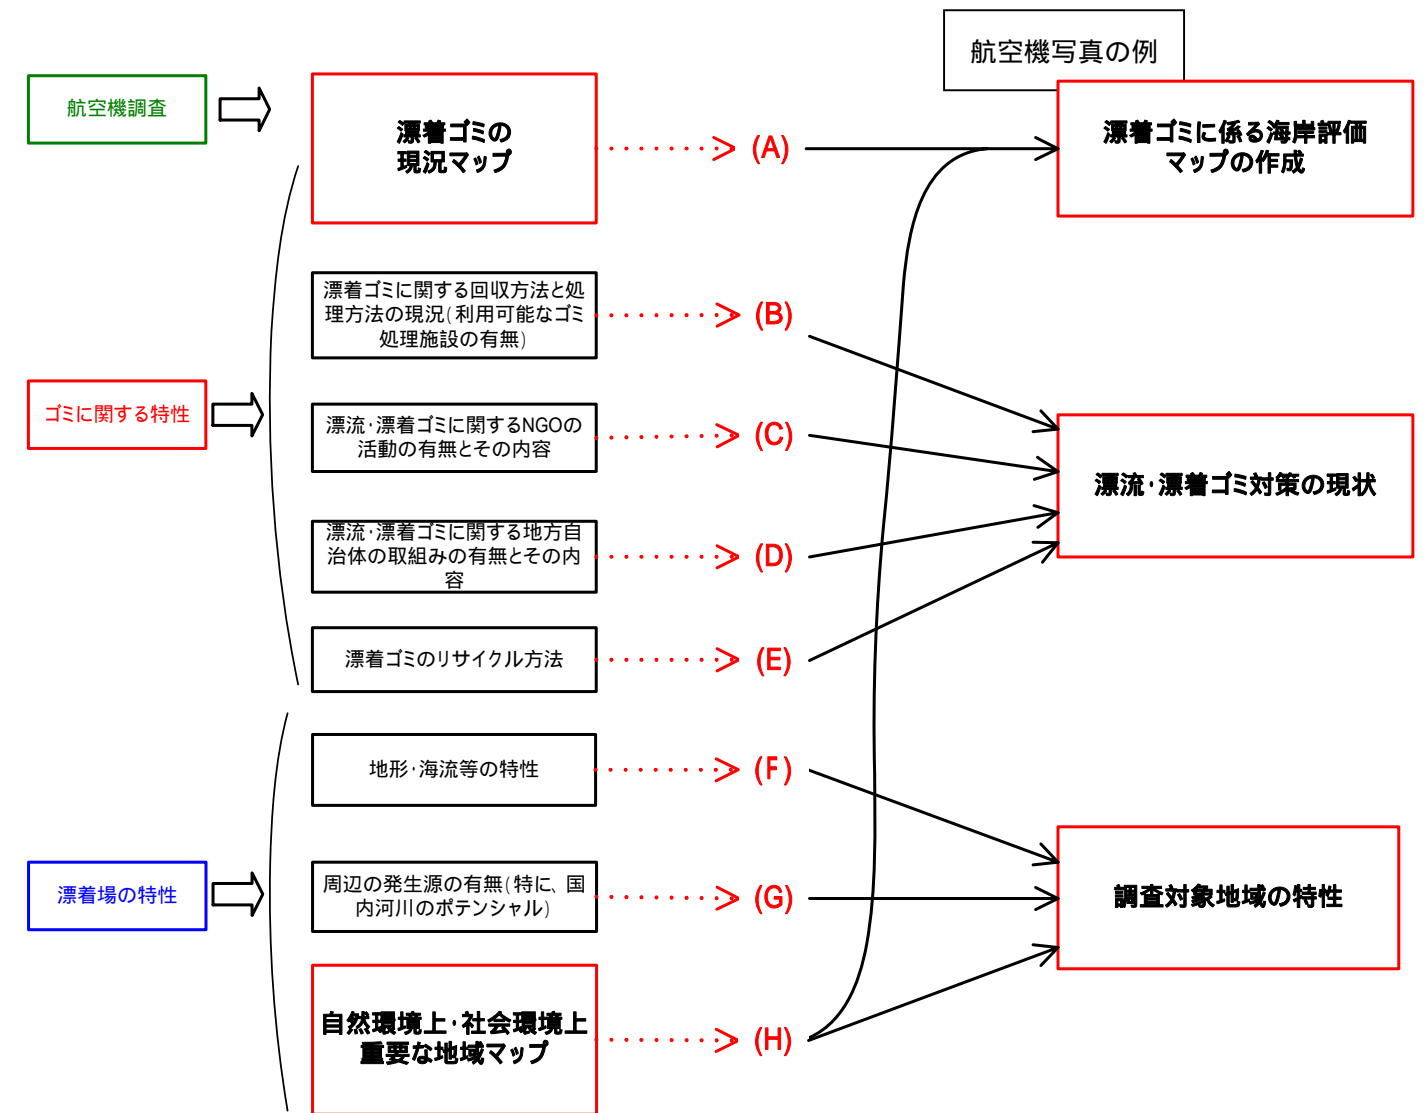 航空機写真の例
航空機調査
漂着ゴミの
現況マップ
(A)
漂着ゴミに係る海岸評価
マップの作成
漂着ゴミに関する回収方法と処
理方法の現況(利用可能なゴミ
処理施設の有無)
(B)
ゴミに関する特性
漂流・漂着ゴミに関するNGOの
活動の有無とその内容
(C)
漂流・漂着ゴミ対策の現状
漂流・漂着ゴミに関する地方自
治体の取組みの有無とその内
容
(D)
漂着ゴミのリサイクル方法
(E)
地形・海流等の特性
(F)
漂着場の特性
周辺の発生源の有無(特に、国
内河川のポテンシャル)
(G)
調査対象地域の特性
自然環境上・社会環境上
重要な地域マップ
(H)